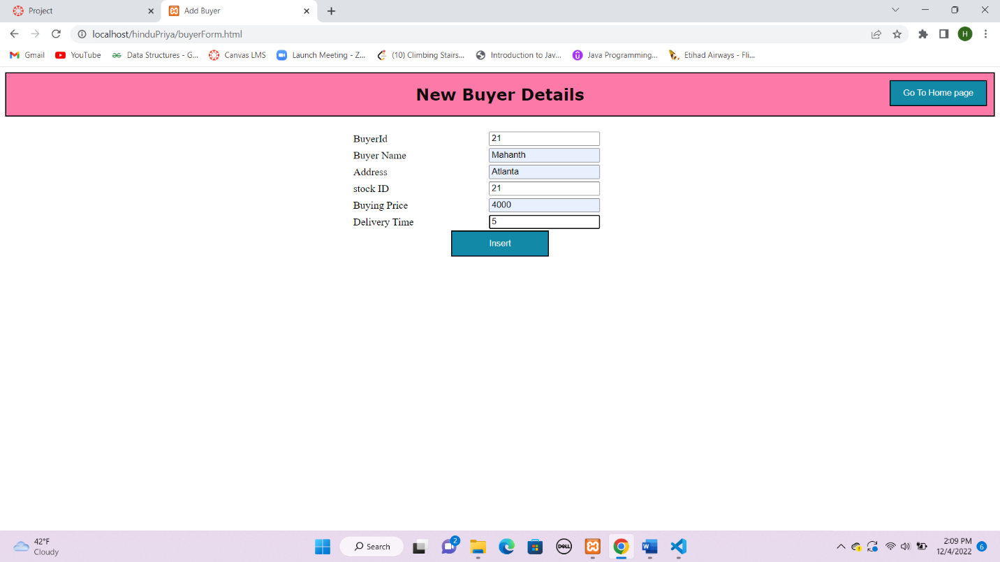 Project
Add Buyer
localhost/hinduPriya/buyerForm.html
H
Gmail
YouTube
Data Structures - G...
Canvas LMS
Launch Meeting - Z...
(10) Climbing Stairs...
Introduction to Jav...
Java Programming...
Etihad Airways - Fli...
New Buyer Details
Go To Home page
BuyerId 21
Buyer Name Mahanth
Address Atlanta
stock ID 21
Buying Price 4000
Delivery Time 5
Insert
42°F
Cloudy
Search
2
DELL
W
2:09 PM
12/4/2022
6